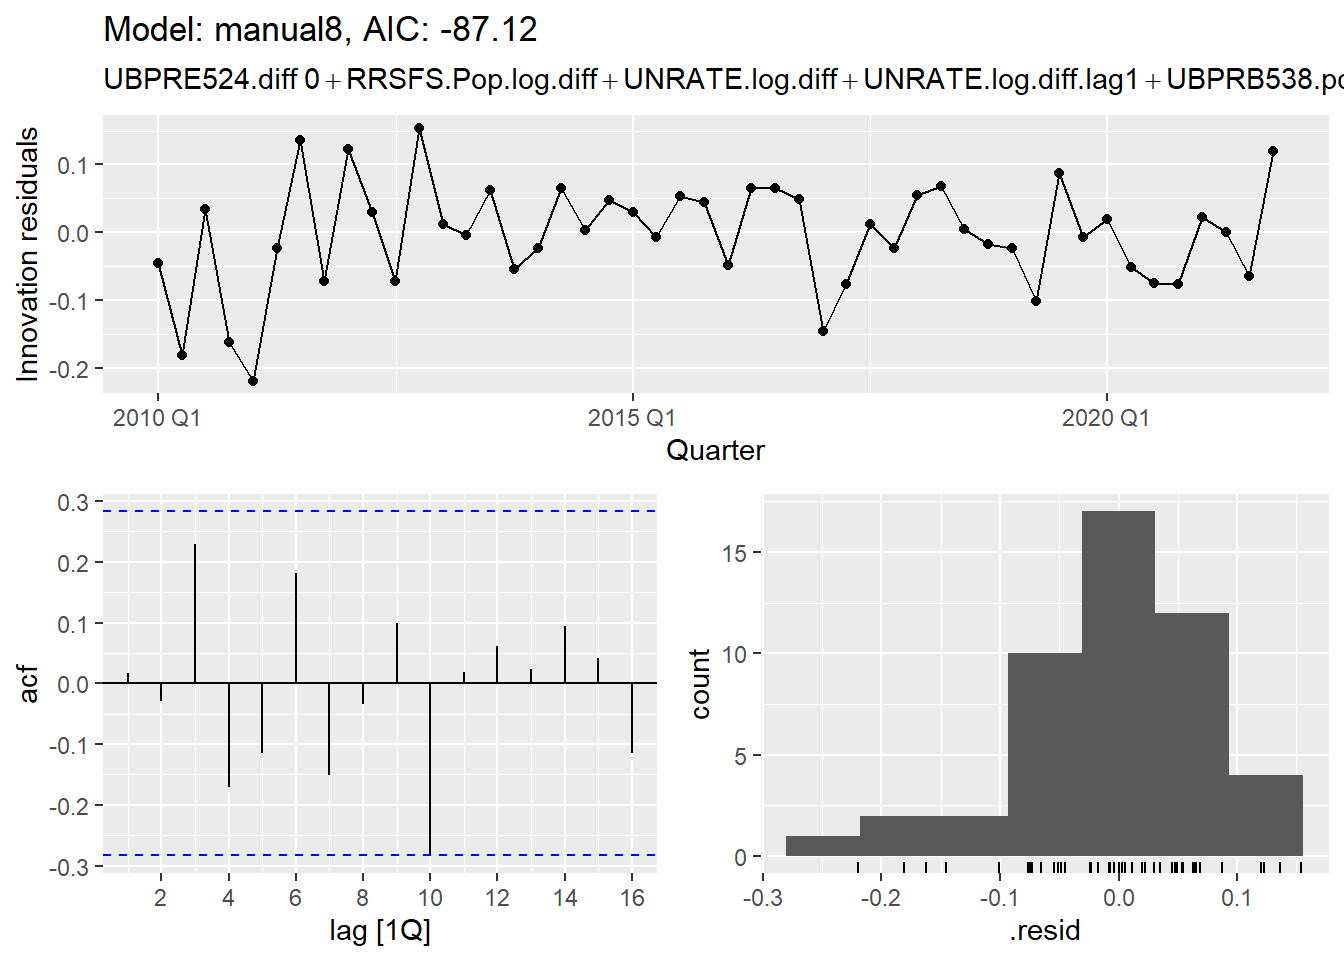 Model: manual8, AIC: -87.12
UBPRE524.diff 0 + RRSFS.Pop.log.diff + UNRATE.log.diff + UNRATE.log.diff.lag1 + UBPRB538.po
Innovation residuals
0.1
0.0
-0.1
-0.2
2010 Q1 2015 Q1 2020 Q1
Quarter
acf
0.3
0.2
0.1
0.0
-0.1
-0.2
-0.3
2 4 6 8 10 12 14 16
lag [1Q]
count
15
10
5
0
-0.3 -0.2 -0.1 0.0 0.1
.resid